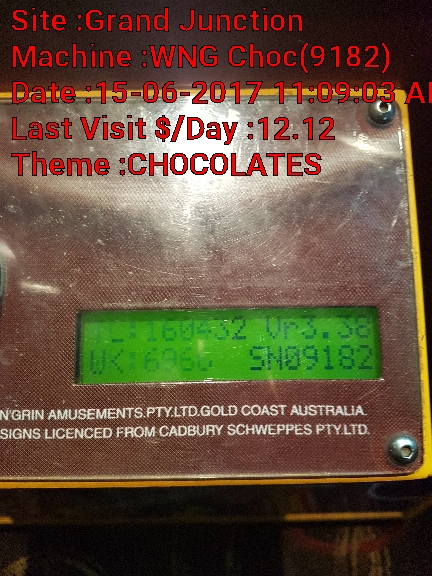 Site :Grand Junction
Machine :WNG Choc(9182)
Date :15-06-2017 11:09:03 A
Last Visit $/Day :12.12
Theme :CHOCOLATES
TL:160432 Vr3.38
WK:6966 SN09182
N'GRIN AMUSEMENTS.PTY.LTD.GOLD COAST AUSTRALIA.
SIGNS LICENCED FROM CADBURY SCHWEPPES PTY.LTD.